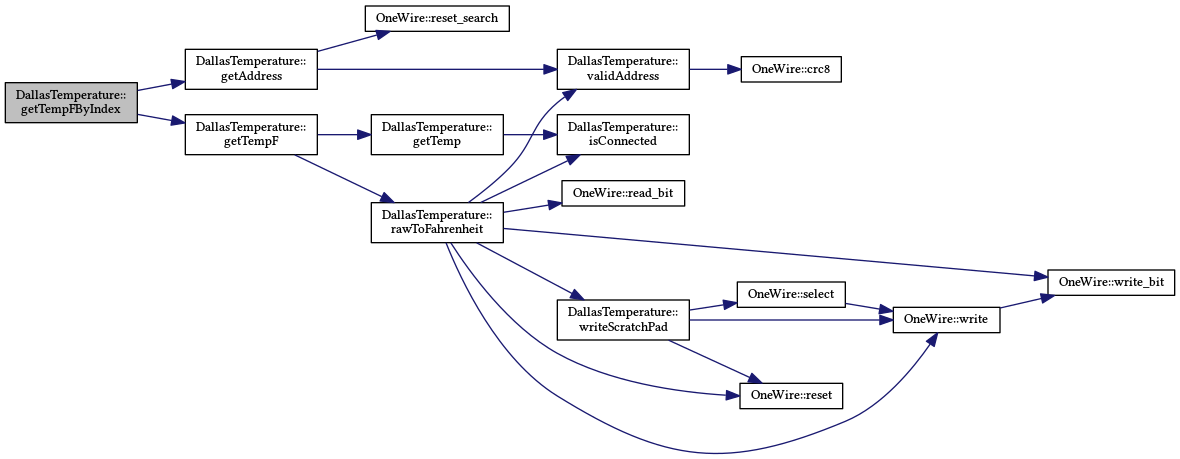 OneWire::reset_search
DallasTemperature::
getAddress
DallasTemperature::
validAddress
OneWire::crc8
DallasTemperature::
getTempFByIndex
DallasTemperature::
getTempF
DallasTemperature::
getTemp
DallasTemperature::
isConnected
OneWire::read_bit
DallasTemperature::
rawToFahrenheit
OneWire::write_bit
OneWire::select
DallasTemperature::
writeScratchPad
OneWire::write
OneWire::reset